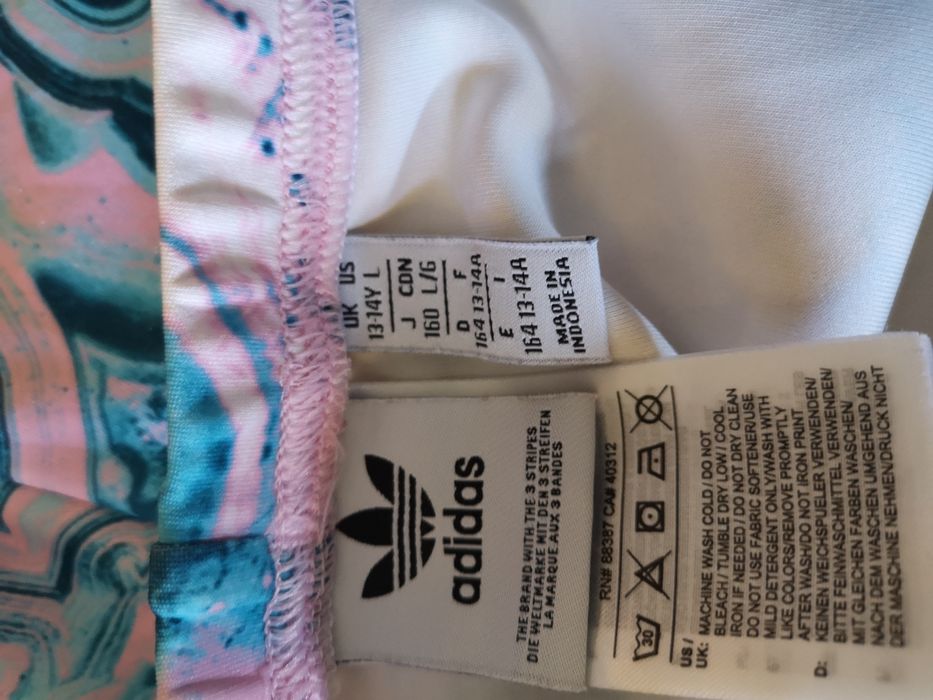 UK US
13-14Y L
J CDN
160 L/G
D F
164 13-14A
E I
164 13-14A
MADE IN
INDONESIA
adidas
THE BRAND WITH THE 3 STRIPES
DIE WELTMARKE MIT DEN 3 STREIFEN
LA MARQUE AUX 3 BANDES
RN# 88387 CA# 40312
30
US/
UK:
MACHINE WASH COLD / DO NOT
BLEACH / TUMBLE DRY LOW / COOL
IRON IF NEEDED / DO NOT DRY CLEAN
DO NOT USE FABRIC SOFTENER/USE
MILD DETERGENT ONLY/WASH WITH
LIKE COLORS/REMOVE PROMPTLY
AFTER WASH/DO NOT IRON PRINT
D: KEINEN WEICHSPUELER VERWENDEN/
BITTE FEINWASCHMITTEL VERWENDEN/
MIT GLEICHEN FARBEN WASCHEN/
NACH DEM WASCHEN UMGEHEND AUS
DER MASCHINE NEHMEN/DRUCK NICHT